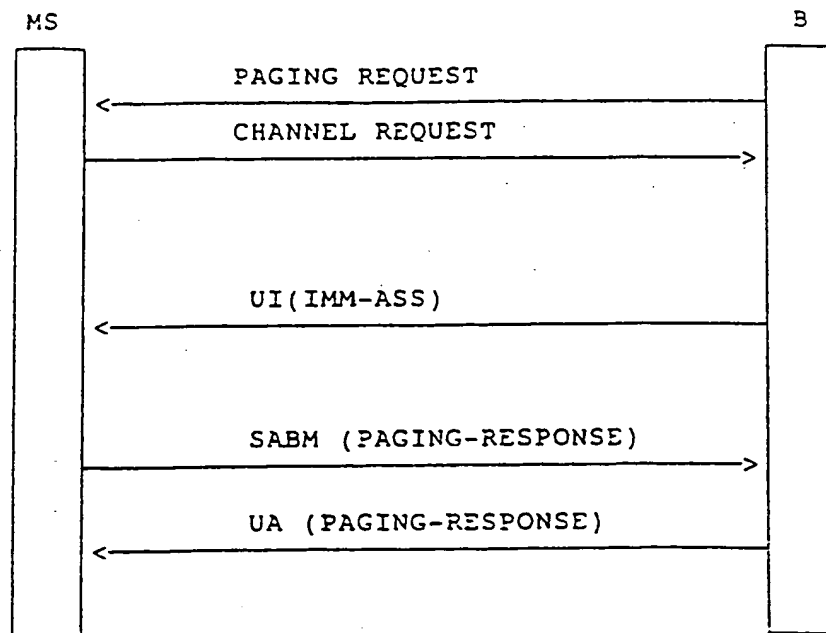 MS B
PAGING REQUEST
CHANNEL REQUEST
UI(IMM-ASS)
SABM (PAGING-RESPONSE)
UA (PAGING-RESPONSE)